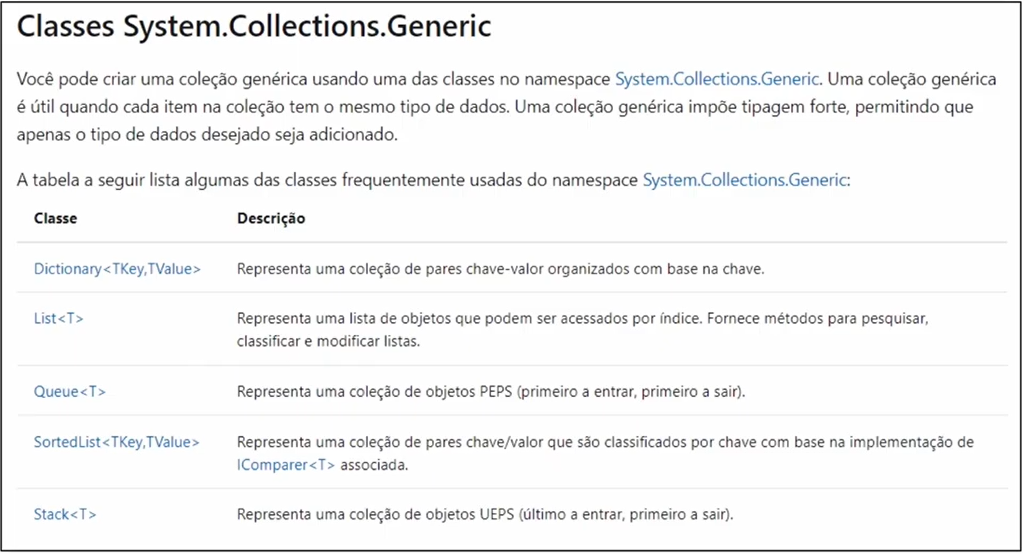 Classes System.Collections.Generic
Você pode criar uma coleção genérica usando uma das classes no namespace System.Collections.Generic. Uma coleção genérica
é útil quando cada item na coleção tem o mesmo tipo de dados. Uma coleção genérica impõe tipagem forte, permitindo que
apenas o tipo de dados desejado seja adicionado.
A tabela a seguir lista algumas das classes frequentemente usadas do namespace System.Collections.Generic:
Classe Descrição
Dictionary<TKey,TValue> Representa uma coleção de pares chave-valor organizados com base na chave.
List<T> Representa uma lista de objetos que podem ser acessados por índice. Fornece métodos para pesquisar,
classificar e modificar listas.
Queue<T> Representa uma coleção de objetos PEPS (primeiro a entrar, primeiro a sair).
SortedList<TKey,TValue> Representa uma coleção de pares chave/valor que são classificados por chave com base na implementação de
IComparer<T> associada.
Stack<T> Representa uma coleção de objetos UEPS (último a entrar, primeiro a sair).